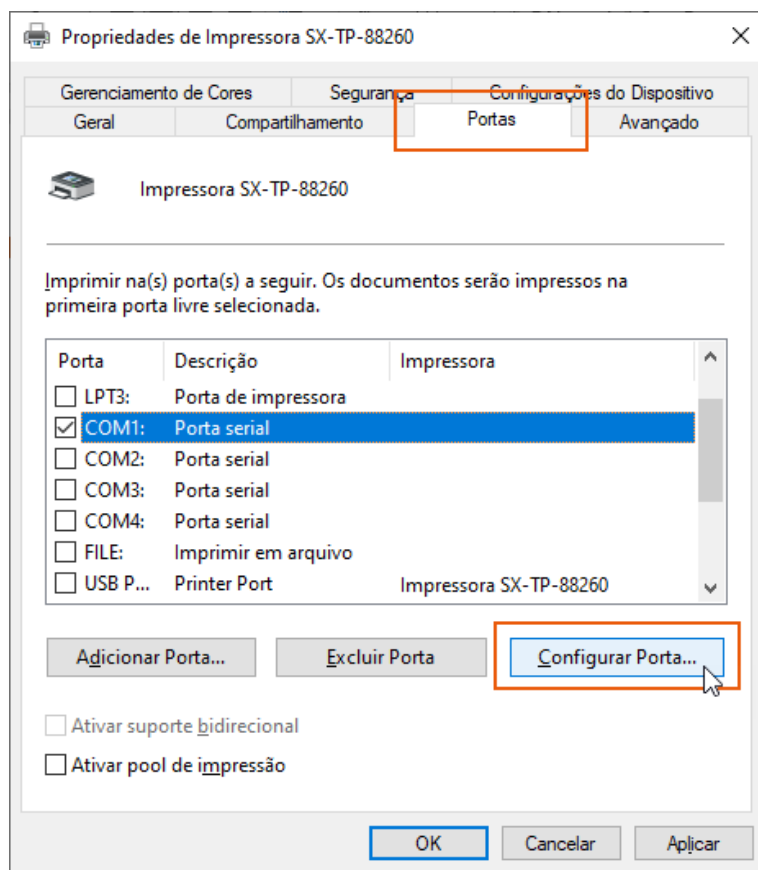 Propriedades de Impressora SX-TP-88260
Gerenciamento de Cores Segurança Configurações do Dispositivo
Geral Compartilhamento Portas Avançado
Impressora SX-TP-88260
Imprimir na(s) porta(s) a seguir. Os documentos serão impressos na
primeira porta livre selecionada.
Porta Descrição Impressora
LPT3: Porta de impressora
COM1: Porta serial
COM2: Porta serial
COM3: Porta serial
COM4: Porta serial
FILE: Imprimir em arquivo
USB P... Printer Port Impressora SX-TP-88260
Adicionar Porta... Excluir Porta Configurar Porta...
Ativar suporte bidirecional
Ativar pool de impressão
OK Cancelar Aplicar